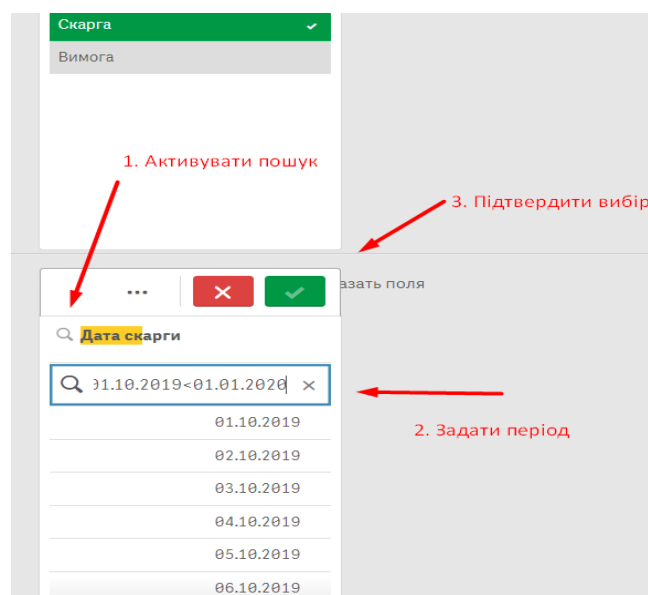 Скарга
Вимога
1. Активувати пошук
3. Підтвердити вибір
азать поля
Дата скарги
01.10.2019<01.01.2020
2. Задати період
01.10.2019
02.10.2019
03.10.2019
04.10.2019
05.10.2019
06.10.2019